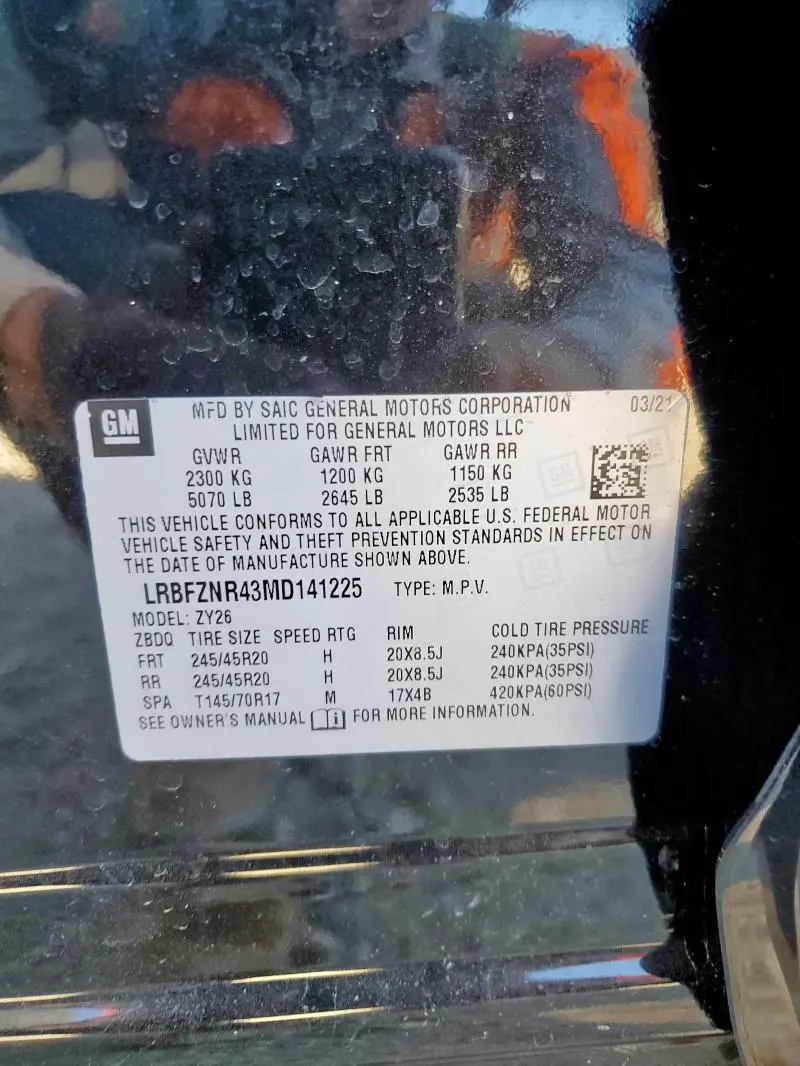 GM
MFD BY SAIC GENERAL MOTORS CORPORATION 03/21
LIMITED FOR GENERAL MOTORS LLC
GVWR GAWR FRT GAWR RR
2300 KG 1200 KG 1150 KG
5070 LB 2645 LB 2535 LB
THIS VEHICLE CONFORMS TO ALL APPLICABLE U.S. FEDERAL MOTOR
VEHICLE SAFETY AND THEFT PREVENTION STANDARDS IN EFFECT ON
THE DATE OF MANUFACTURE SHOWN ABOVE.
LRBFZNR43MD141225 TYPE: M.P.V.
MODEL: ZY26
ZBDQ TIRE SIZE SPEED RTG RIM COLD TIRE PRESSURE
FRT 245/45R20 H 20X8.5J 240KPA(35PSI)
RR 245/45R20 H 20X8.5J 240KPA(35PSI)
SPA T145/70R17 M 17X4B 420KPA(60PSI)
SEE OWNER'S MANUAL FOR MORE INFORMATION.